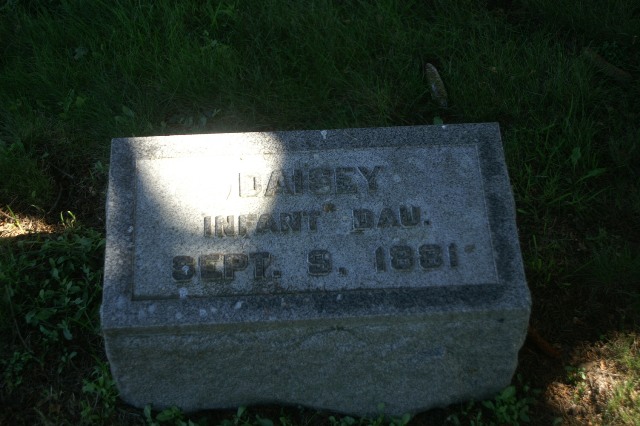 DAISEY
INFANT DAU.
SEPT. 9, 1881